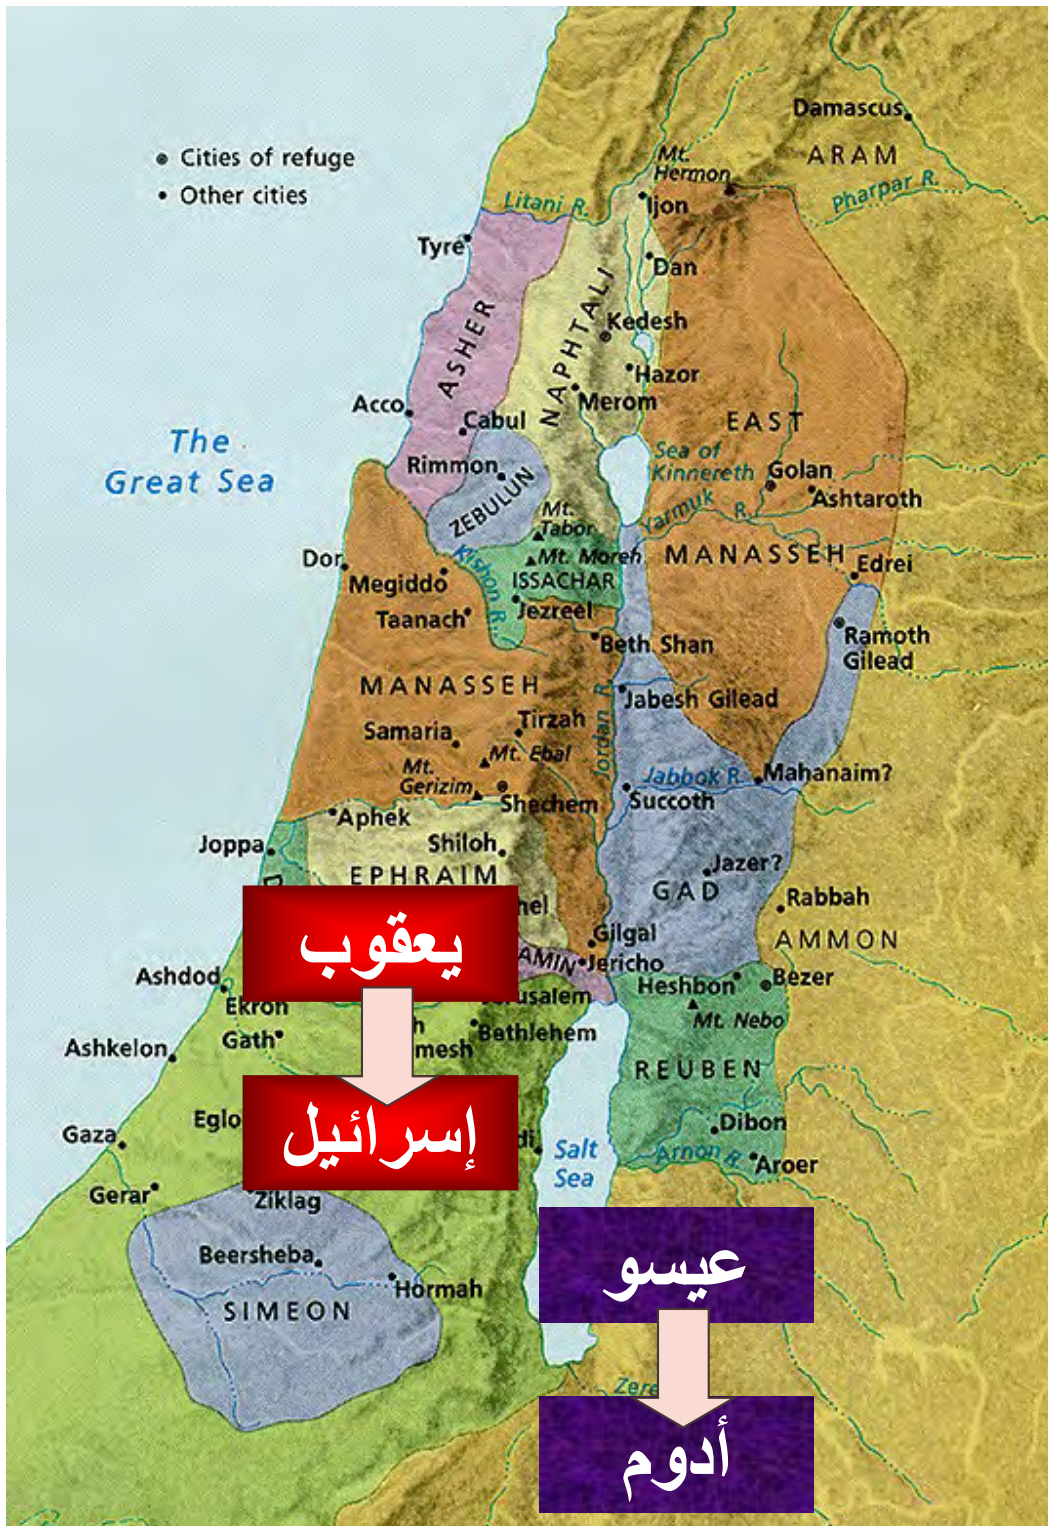 Damascus
ARAM
Mt.
Hermon
Pharpar R.
Cities of refuge
Other cities
Litani R.
Ijon
Tyre
Dan
ASHER
NAPHTALI
Kedesh
Hazor
Merom
Acco
Cabul
EAST
The
Great Sea
Rimmon
Sea of
Kinnereth
Golan
Ashtaroth
ZEBULUN
Mt.
Tabor
Yarmuk R.
Dor
Kishon R.
Mt. Moreh
MANASSEH
Edrei
Megiddo
ISSACHAR
Taanach
Jezreel
Beth Shan
Ramoth
Gilead
MANASSEH
Jordan R.
Jabesh Gilead
Samaria
Tirzah
Mt. Ebal
Mt.
Gerizim
Shechem
Jabbok R.
Mahanaim?
Succoth
Aphek
Joppa
Shiloh
EPHRAIM
Jazer?
GAD
Rabbah
AMMON
يعقوب
Gilgal
Jericho
Ashdod
Ekron
Heshbon
Bezer
Mt. Nebo
Gath
Bethlehem
Ashkelon
REUBEN
إسرائيل
Gaza
Dibon
Salt
Sea
Arnon R.
Aroer
Gerar
Ziklag
Beersheba
Hormah
SIMEON
عيسو
أدوم